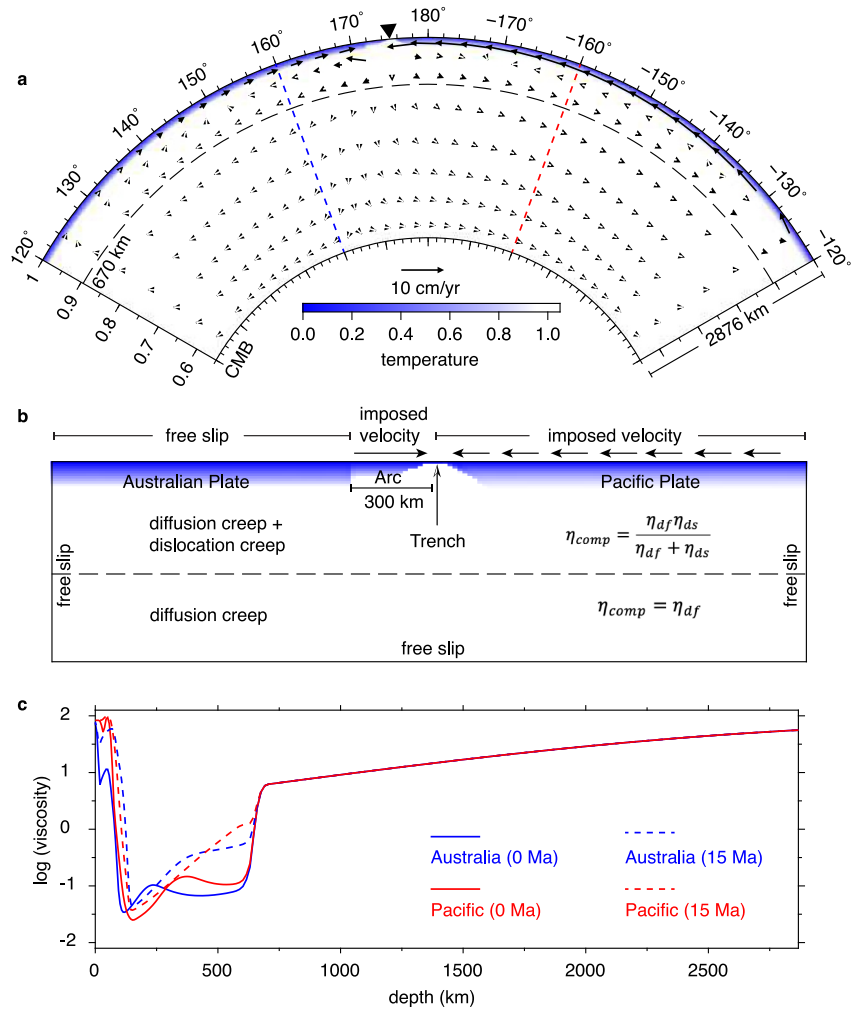 a
120°
130°
140°
150°
160°
170°
180°
−170°
−160°
−150°
−140°
−130°
−120°
1
0.9
0.8
0.7
0.6
670 km
CMB
10 cm/yr
0.0 0.2 0.4 0.6 0.8 1.0
temperature
2876 km
b
free slip
imposed
velocity
imposed velocity
Australian Plate
Arc
300 km
Pacific Plate
Trench
diffusion creep +
dislocation creep
η_comp = η_df η_ds / (η_df + η_ds)
free slip
free slip
diffusion creep
η_comp = η_df
free slip
c
log (viscosity)
2
1
0
-1
-2
Australia (0 Ma) Australia (15 Ma)
Pacific (0 Ma) Pacific (15 Ma)
0 500 1000 1500 2000 2500
depth (km)